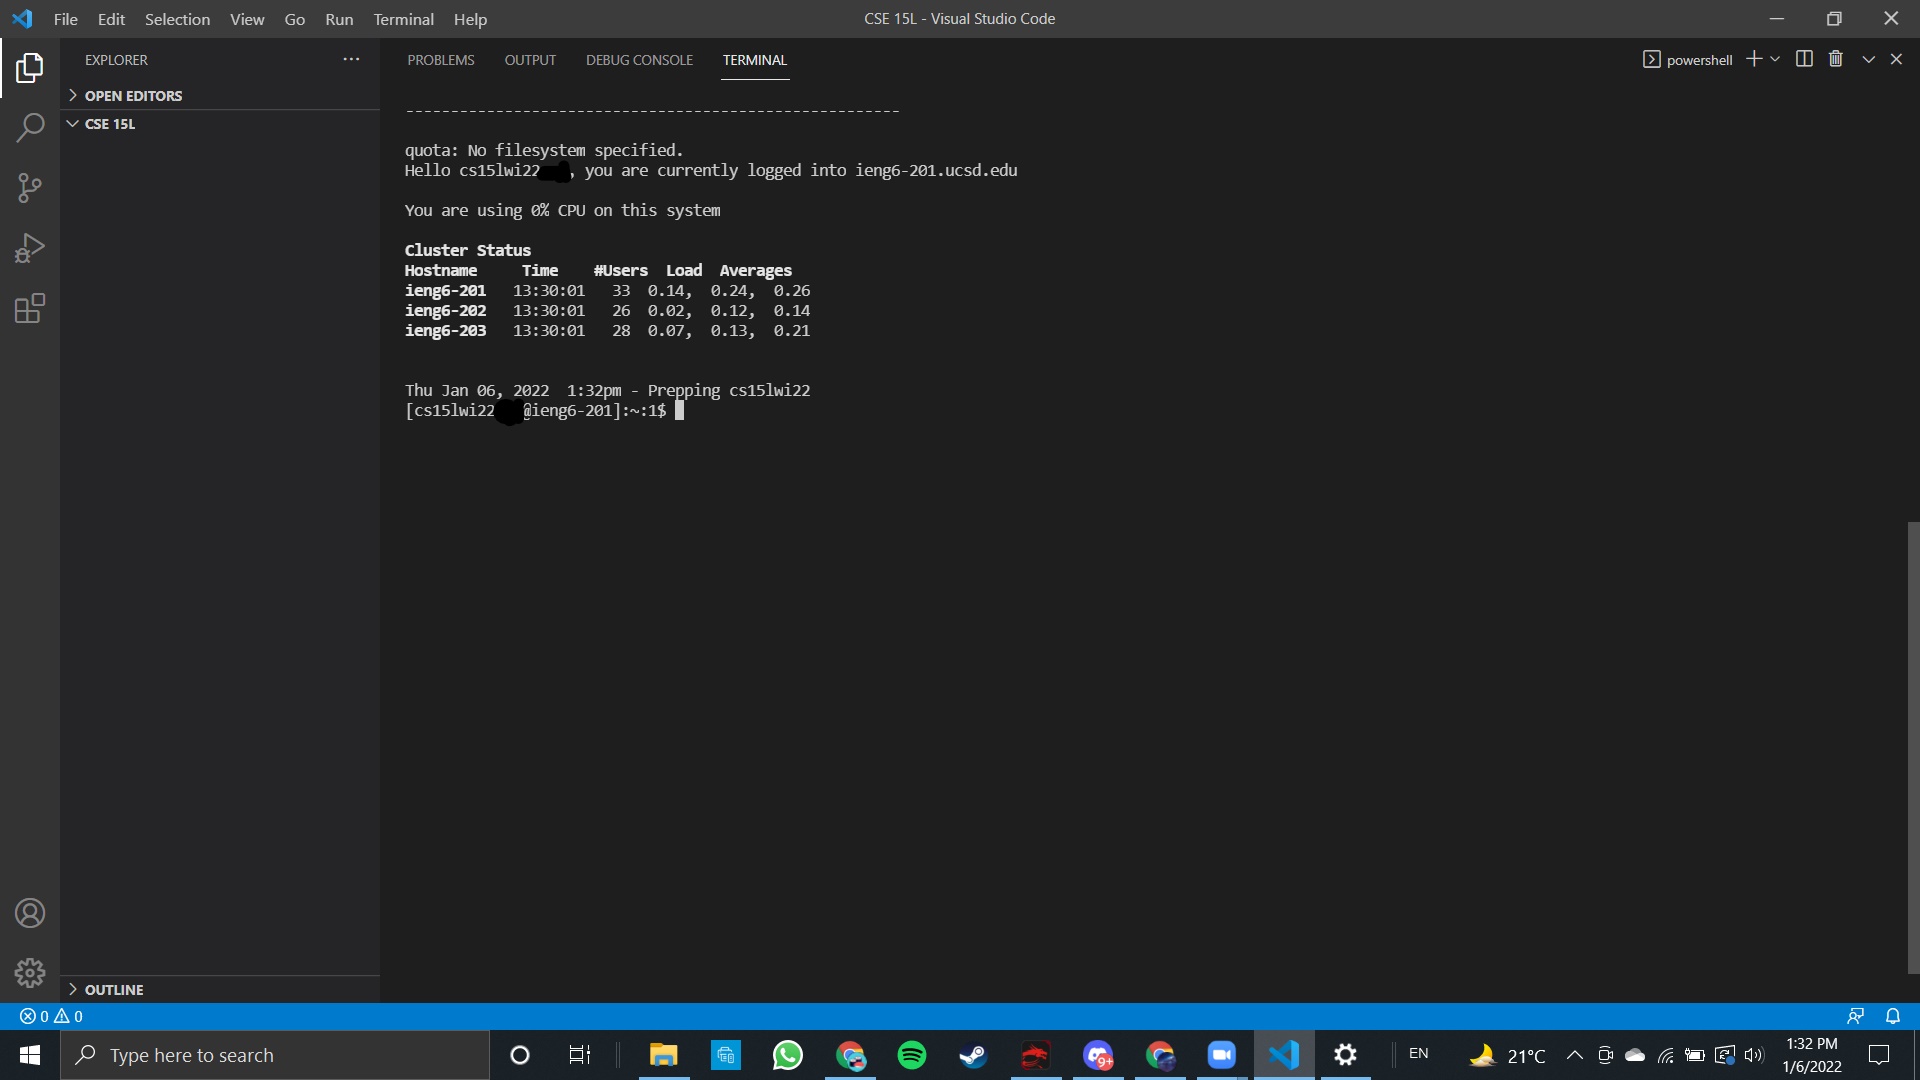 File Edit Selection View Go Run Terminal Help
CSE 15L - Visual Studio Code
EXPLORER
OPEN EDITORS
CSE 15L
OUTLINE
PROBLEMS OUTPUT DEBUG CONSOLE TERMINAL
powershell
------------------------------------------------------- 
quota: No filesystem specified.
Hello cs15lwi22 , you are currently logged into ieng6-201.ucsd.edu
You are using 0% CPU on this system
Cluster Status
Hostname Time #Users Load Averages
ieng6-201 13:30:01 33 0.14, 0.24, 0.26
ieng6-202 13:30:01 26 0.02, 0.12, 0.14
ieng6-203 13:30:01 28 0.07, 0.13, 0.21
Thu Jan 06, 2022 1:32pm - Prepping cs15lwi22
[cs15lwi22 @ieng6-201]:~:1$
0 0
Type here to search
9+
EN
21°C
1:32 PM
1/6/2022